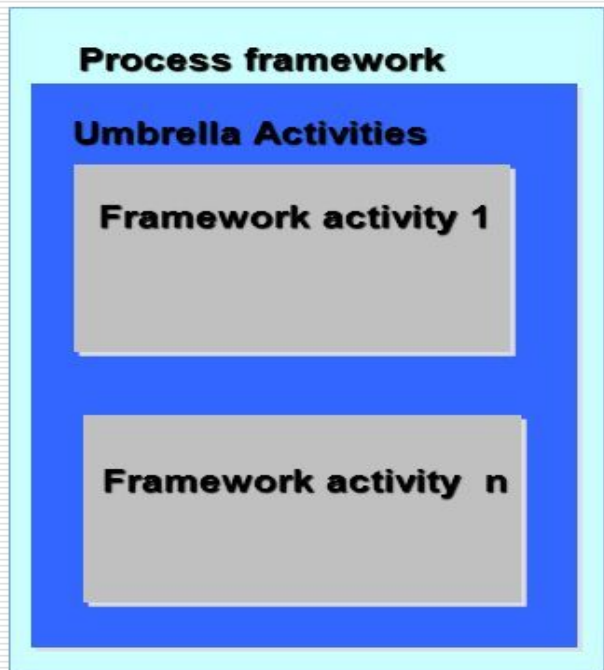 Process framework
Umbrella Activities
Framework activity 1
Framework activity n